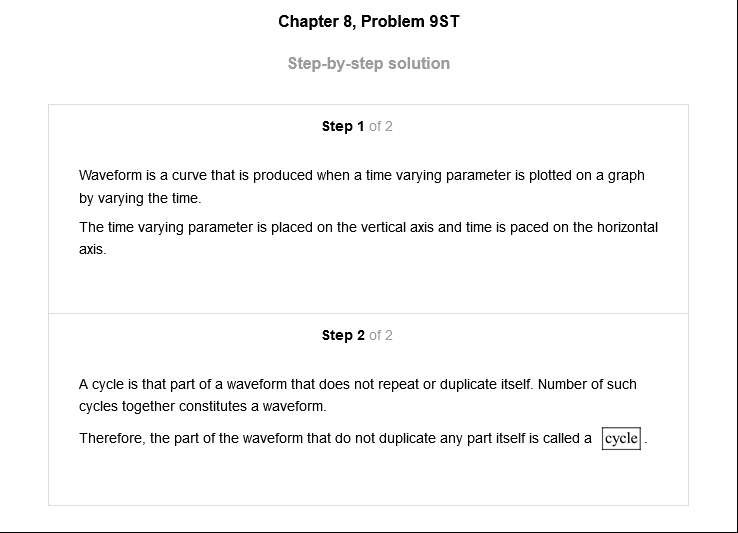 Chapter 8, Problem 9ST
Step-by-step solution
Step 1 of 2
Waveform is a curve that is produced when a time varying parameter is plotted on a graph
by varying the time.
The time varying parameter is placed on the vertical axis and time is paced on the horizontal
axis.
Step 2 of 2
A cycle is that part of a waveform that does not repeat or duplicate itself. Number of such
cycles together constitutes a waveform.
Therefore, the part of the waveform that do not duplicate any part itself is called a cycle.